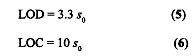 LOD = 3.3 s₀ (5)
LOC = 10 s₀ (6)